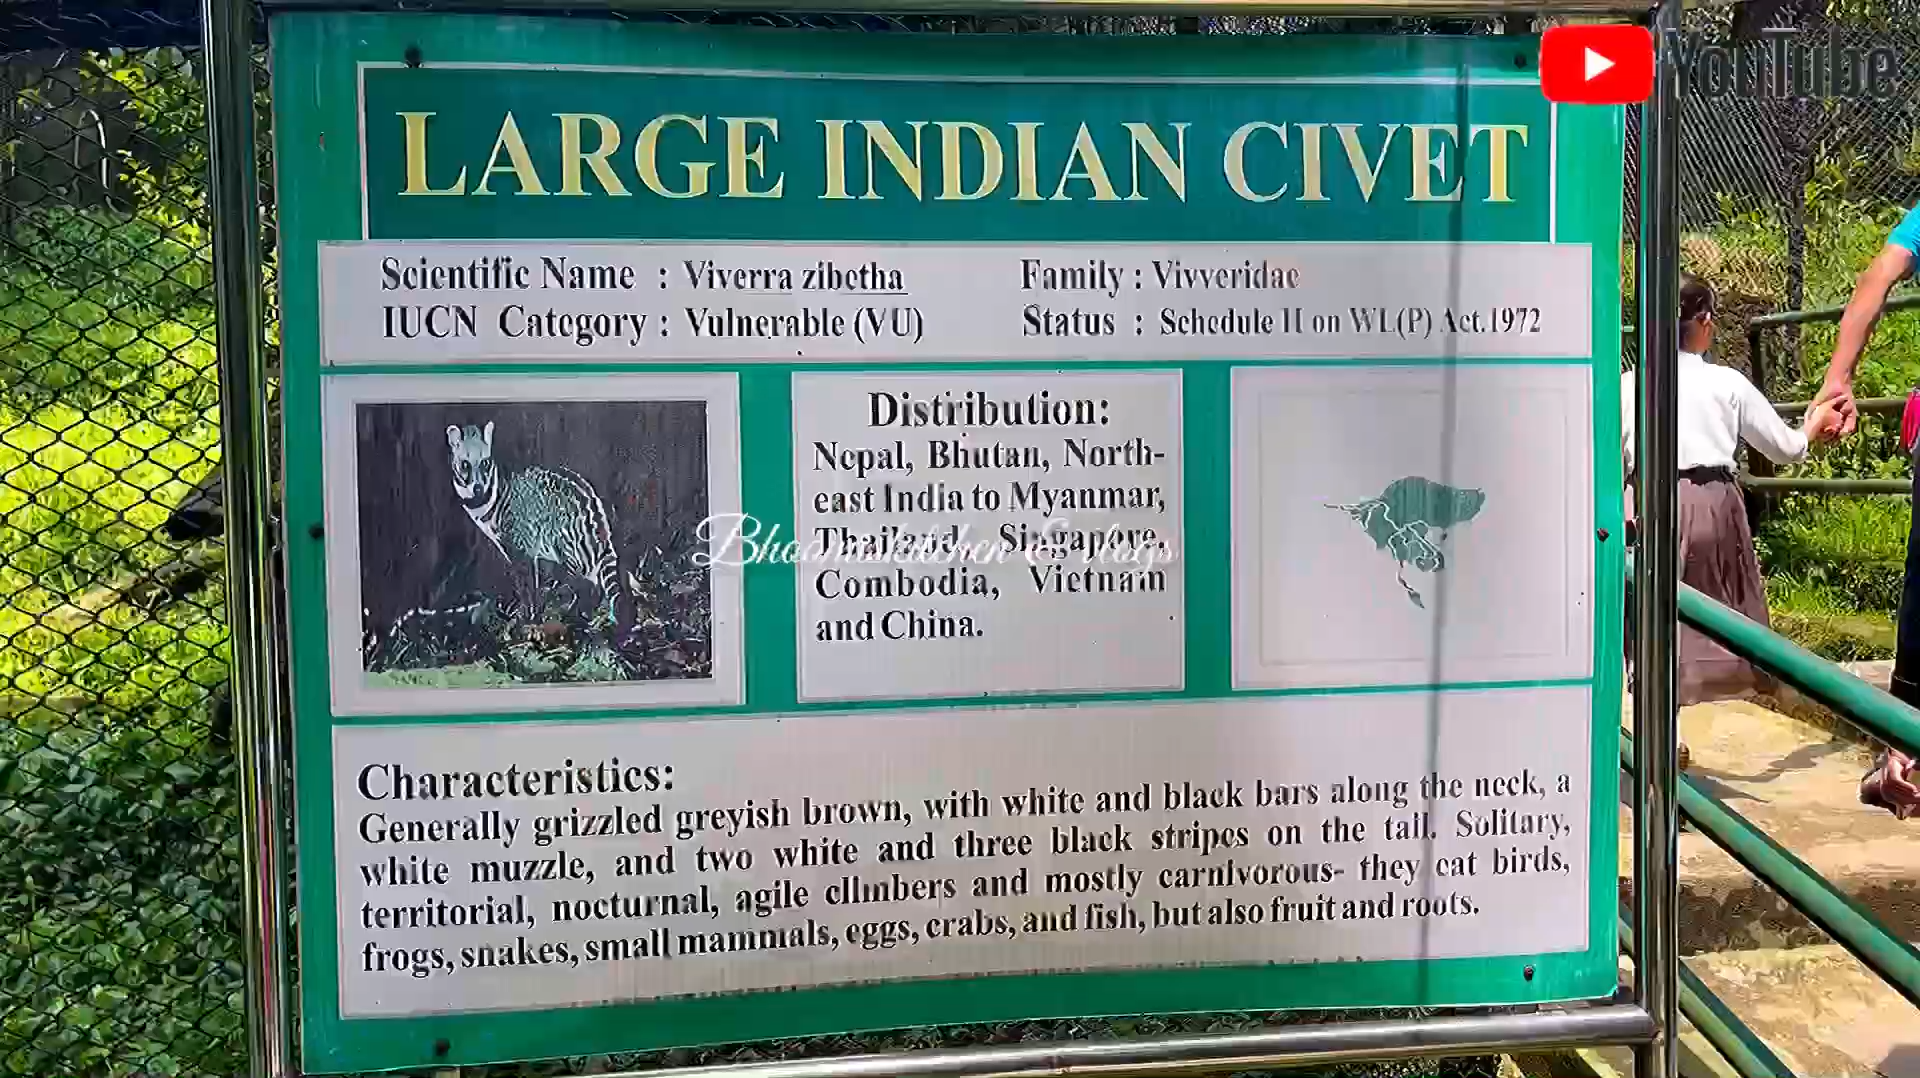 YouTube
LARGE INDIAN CIVET
Scientific Name : Viverra zibetha
Family : Vivveridae
IUCN Category : Vulnerable (VU)
Status : Schedule II on WL(P) Act.1972
Distribution:
Nepal, Bhutan, North-
east India to Myanmar,
Thailand, Singapore,
Combodia, Vietnam
and China.
Characteristics:
Generally grizzled greyish brown, with white and black bars along the neck, a
white muzzle, and two white and three black stripes on the tail. Solitary,
territorial, nocturnal, agile climbers and mostly carnivorous- they eat birds,
frogs, snakes, small mammals, eggs, crabs, and fish, but also fruit and roots.